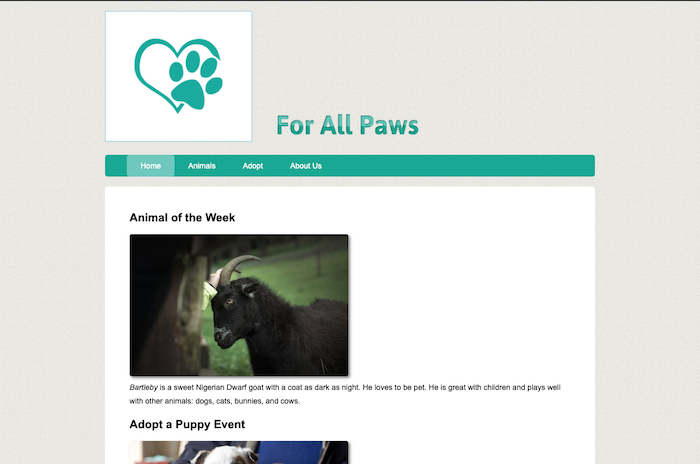 For All Paws
Home Animals Adopt About Us
Animal of the Week
Bartleby is a sweet Nigerian Dwarf goat with a coat as dark as night. He loves to be pet. He is great with children and plays well
with other animals: dogs, cats, bunnies, and cows.
Adopt a Puppy Event